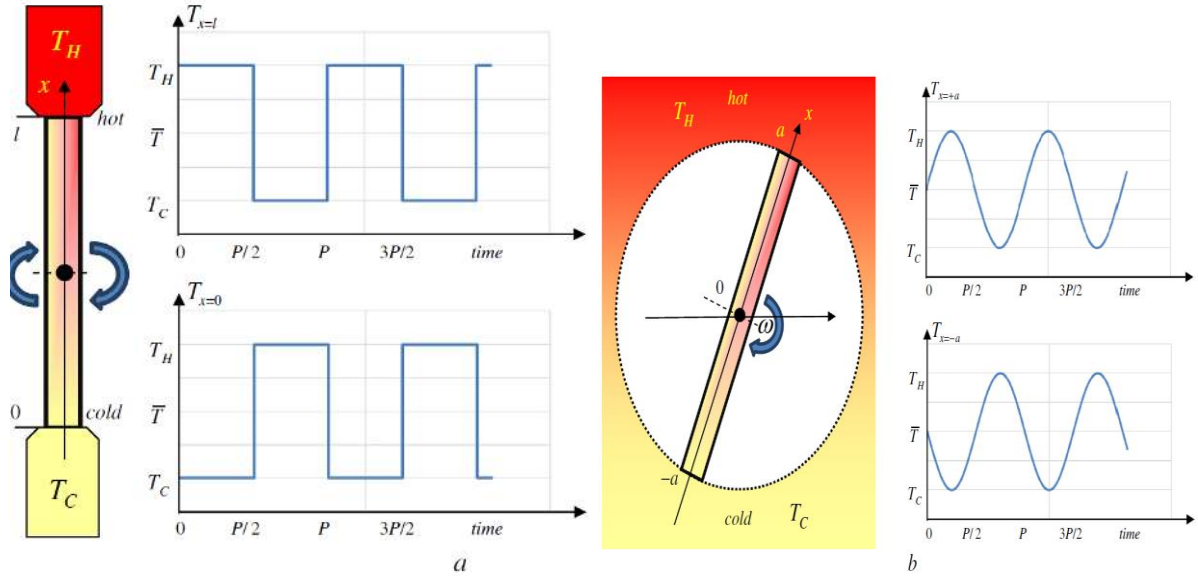 T_H
x
l
hot
0
cold
T_C
T_{x=l}
T_H
T̅
T_C
0 P/2 P 3P/2 time
T_{x=0}
T_H
T̅
T_C
0 P/2 P 3P/2 time
a
T_H hot
a x
0
ω
-a
cold T_C
T_{x=+a}
T_H
T̅
T_C
0 P/2 P 3P/2 time
T_{x=-a}
T_H
T̅
T_C
0 P/2 P 3P/2 time
b